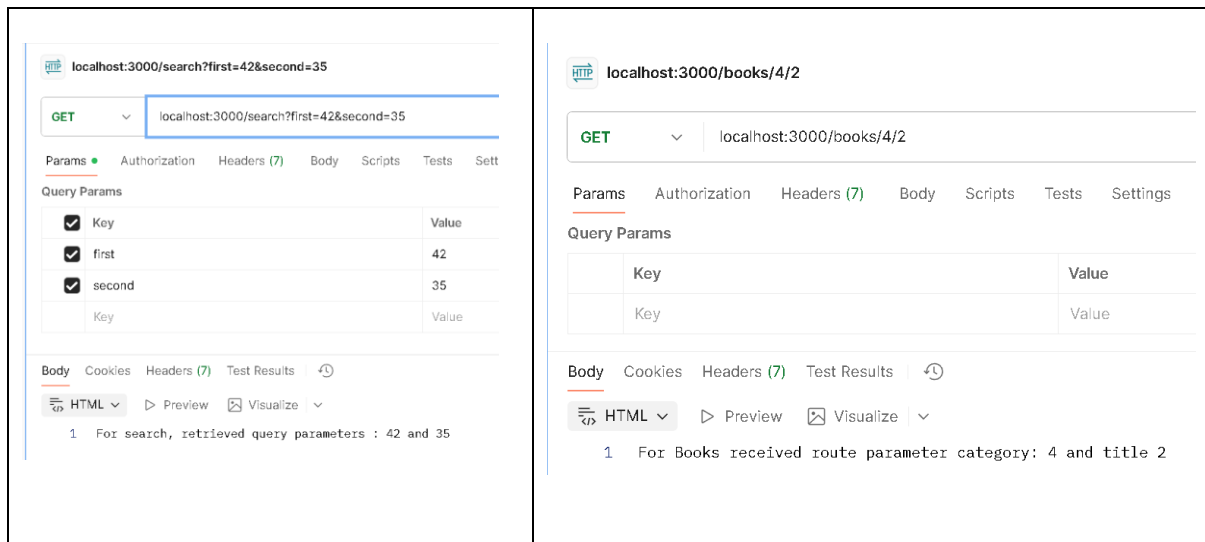 HTTP localhost:3000/search?first=42&second=35
GET localhost:3000/search?first=42&second=35
Params Authorization Headers (7) Body Scripts Tests Sett
Query Params
Key Value
first 42
second 35
Key Value
Body Cookies Headers (7) Test Results
HTML Preview Visualize
1 For search, retrieved query parameters : 42 and 35
HTTP localhost:3000/books/4/2
GET localhost:3000/books/4/2
Params Authorization Headers (7) Body Scripts Tests Settings
Query Params
Key Value
Key Value
Body Cookies Headers (7) Test Results
HTML Preview Visualize
1 For Books received route parameter category: 4 and title 2